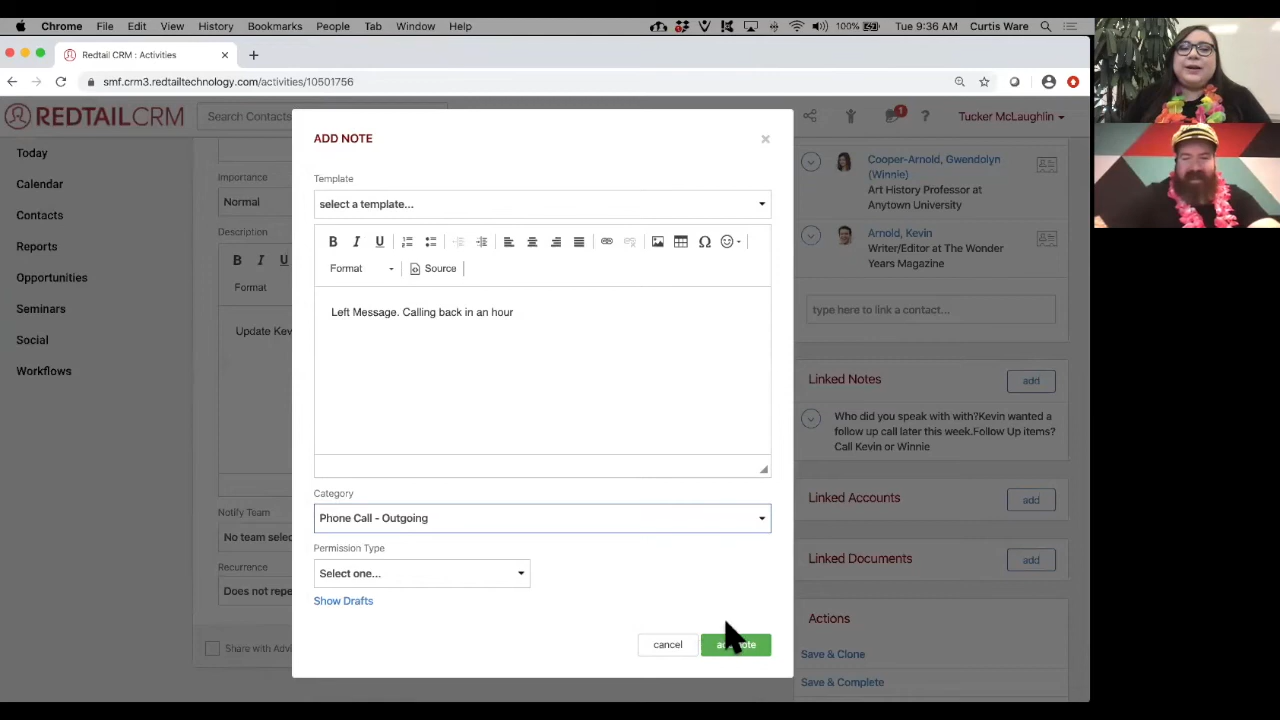 Chrome File Edit View History Bookmarks People Tab Window Help 100% Tue 9:36 AM Curtis Ware
Redtail CRM : Activities
smf.crm3.redtailtechnology.com/activities/10501756
REDTAILCRM Search Contacts 1 ? Tucker McLaughlin
Today
Calendar
Contacts
Reports
Opportunities
Seminars
Social
Workflows
Importance
Normal
Description
B I U
Format
Update
Notify Team
No team
Recurrence
Does not
Share with
ADD NOTE
Template
select a template...
B I U
Format Source
Left Message. Calling back in an hour
Category
Phone Call - Outgoing
Permission Type
Select one...
Show Drafts
cancel
Cooper-Arnold, Gwendolyn
(Winnie)
Art History Professor at
Anytown University
Arnold, Kevin
Writer/Editor at The Wonder
Years Magazine
type here to link a contact...
Linked Notes add
Who did you speak with with?Kevin wanted a
follow up call later this week.Follow Up items?
Call Kevin or Winnie
Linked Accounts add
Linked Documents add
Actions
Save & Clone
Save & Complete